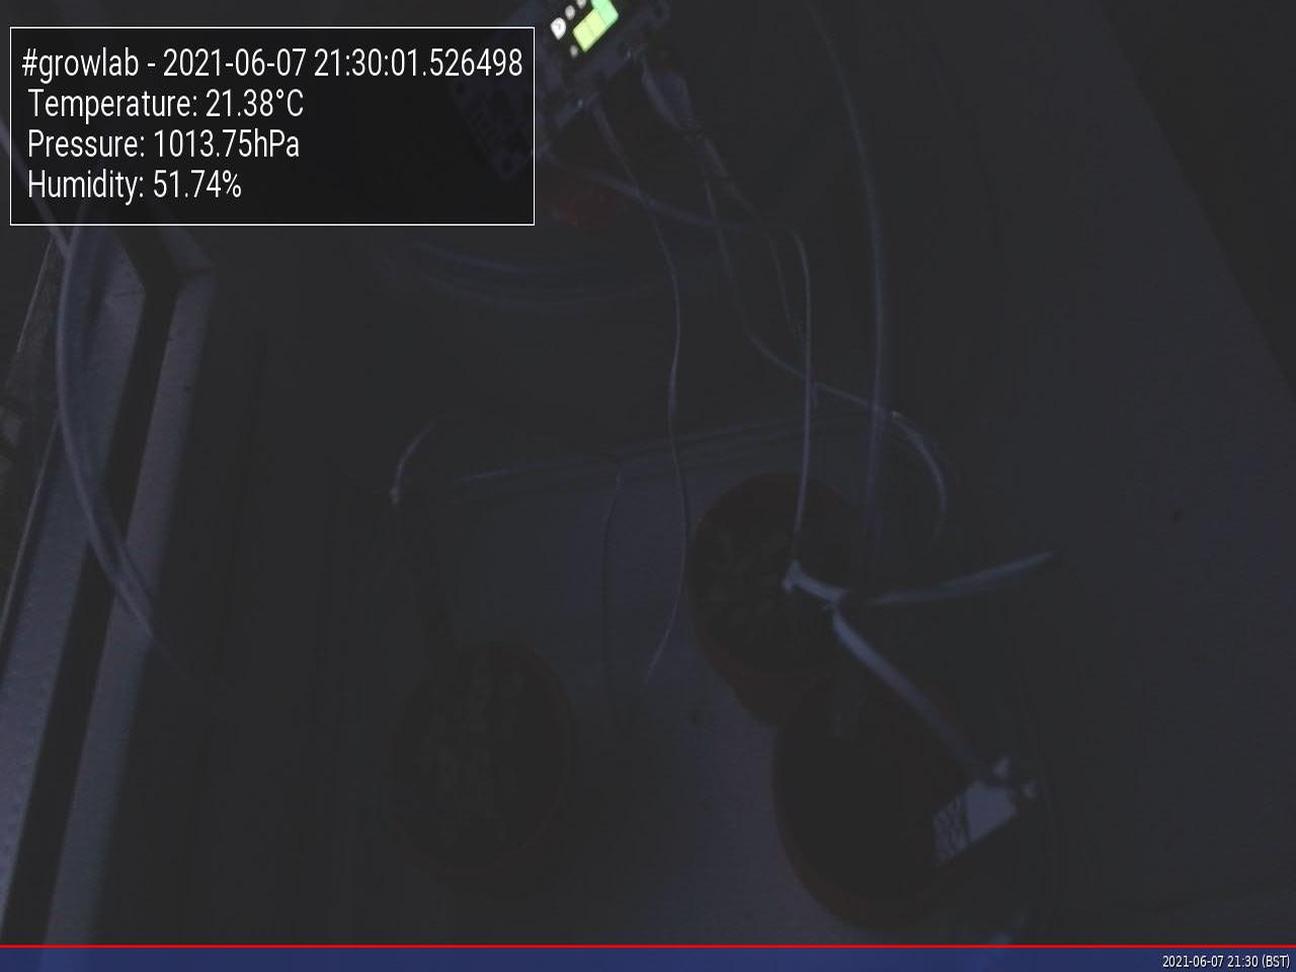 #growlab - 2021-06-07 21:30:01.526498
Temperature: 21.38°C
Pressure: 1013.75hPa
Humidity: 51.74%
2021-06-07 21:30 (BST)